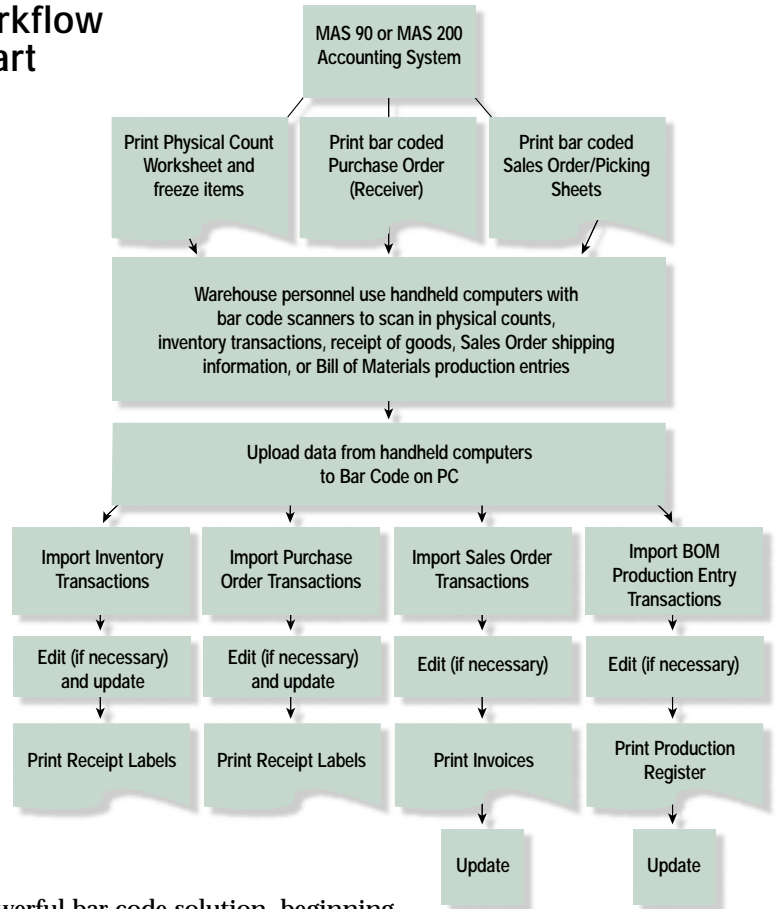 rkflow
art
MAS 90 or MAS 200
Accounting System
Print Physical Count
Worksheet and
freeze items
Print bar coded
Purchase Order
(Receiver)
Print bar coded
Sales Order/Picking
Sheets
Warehouse personnel use handheld computers with
bar code scanners to scan in physical counts,
inventory transactions, receipt of goods, Sales Order shipping
information, or Bill of Materials production entries
Upload data from handheld computers
to Bar Code on PC
Import Inventory
Transactions
Import Purchase
Order Transactions
Import Sales Order
Transactions
Import BOM
Production Entry
Transactions
Edit (if necessary)
and update
Edit (if necessary)
and update
Edit (if necessary)
Edit (if necessary)
Print Receipt Labels
Print Receipt Labels
Print Invoices
Print Production
Register
Update
Update
werful bar code solution, beginning